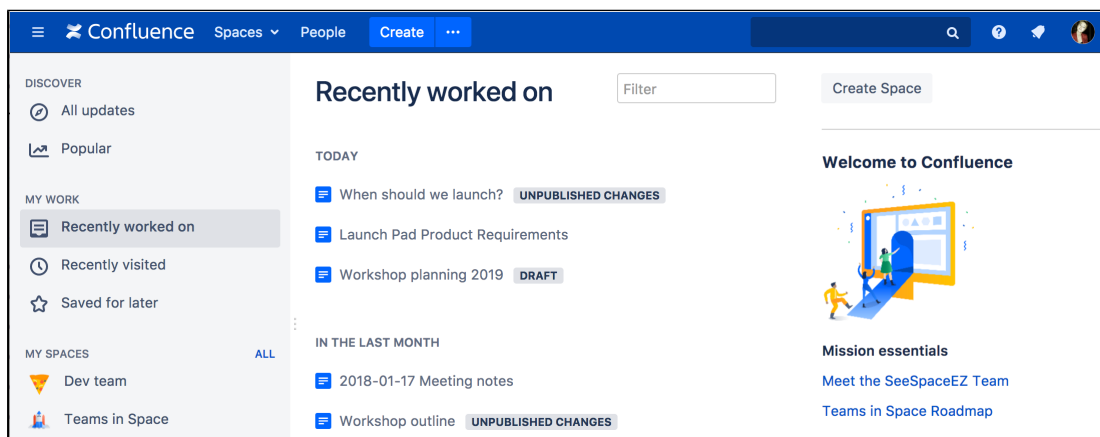 Confluence Spaces People Create ...
DISCOVER
All updates
Popular
MY WORK
Recently worked on
Recently visited
Saved for later
MY SPACES ALL
Dev team
Teams in Space
Recently worked on Filter
TODAY
When should we launch? UNPUBLISHED CHANGES
Launch Pad Product Requirements
Workshop planning 2019 DRAFT
IN THE LAST MONTH
2018-01-17 Meeting notes
Workshop outline UNPUBLISHED CHANGES
Create Space
Welcome to Confluence
Mission essentials
Meet the SeeSpaceEZ Team
Teams in Space Roadmap